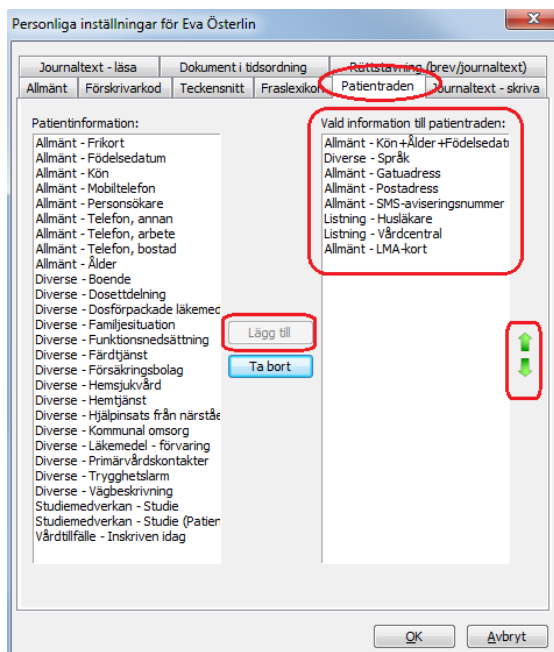 Personliga inställningar för Eva Österlin
x
Journaltext - läsa
Dokument i tidsordning
Rättstavning (brev/journaltext)
Allmänt
Förskrivarkod
Teckensnitt
Fraslexikon
Patientraden
Journaltext - skriva
Patientinformation:
Allmänt - Frikort
Allmänt - Födelsedatum
Allmänt - Kön
Allmänt - Mobiltelefon
Allmänt - Personsökare
Allmänt - Telefon, annan
Allmänt - Telefon, arbete
Allmänt - Telefon, bostad
Allmänt - Ålder
Diverse - Boende
Diverse - Dosettdelning
Diverse - Dosförpackade läkemed
Diverse - Familjesituation
Diverse - Funktionsnedsättning
Diverse - Färdtjänst
Diverse - Försäkringsbolag
Diverse - Hemsjukvård
Diverse - Hemtjänst
Diverse - Hjälpinsats från närståe
Diverse - Kommunal omsorg
Diverse - Läkemedel - förvaring
Diverse - Primärvårdskontakter
Diverse - Trygghetslarm
Diverse - Vägbeskrivning
Studiemedverkan - Studie
Studiemedverkan - Studie (Patien
Vårdtillfälle - Inskriven idag
Lägg till
Ta bort
Vald information till patientraden:
Allmänt - Kön+Ålder+Födelsedatu
Diverse - Språk
Allmänt - Gatuadress
Allmänt - Postadress
Allmänt - SMS-aviseringsnummer
Listning - Husläkare
Listning - Vårdcentral
Allmänt - LMA-kort
OK
Avbryt